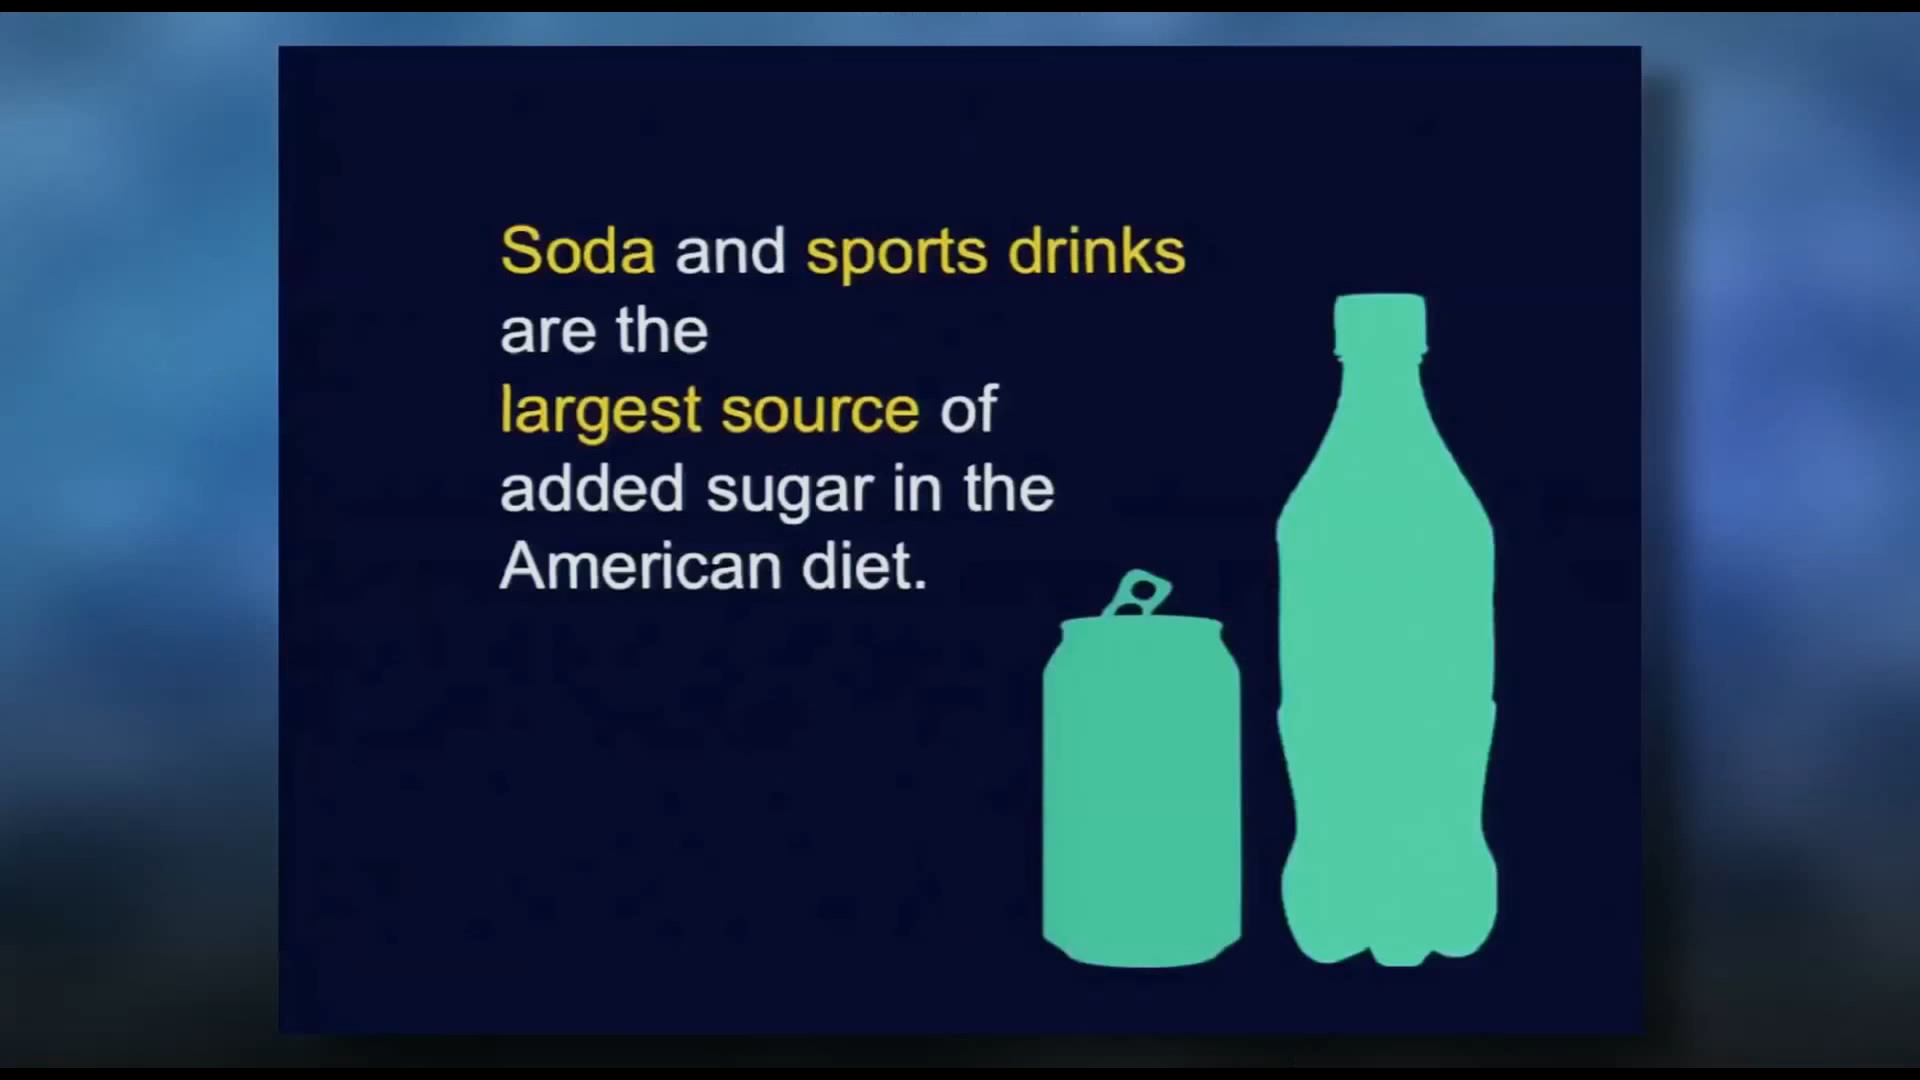 Soda and sports drinks
are the
largest source of
added sugar in the
American diet.